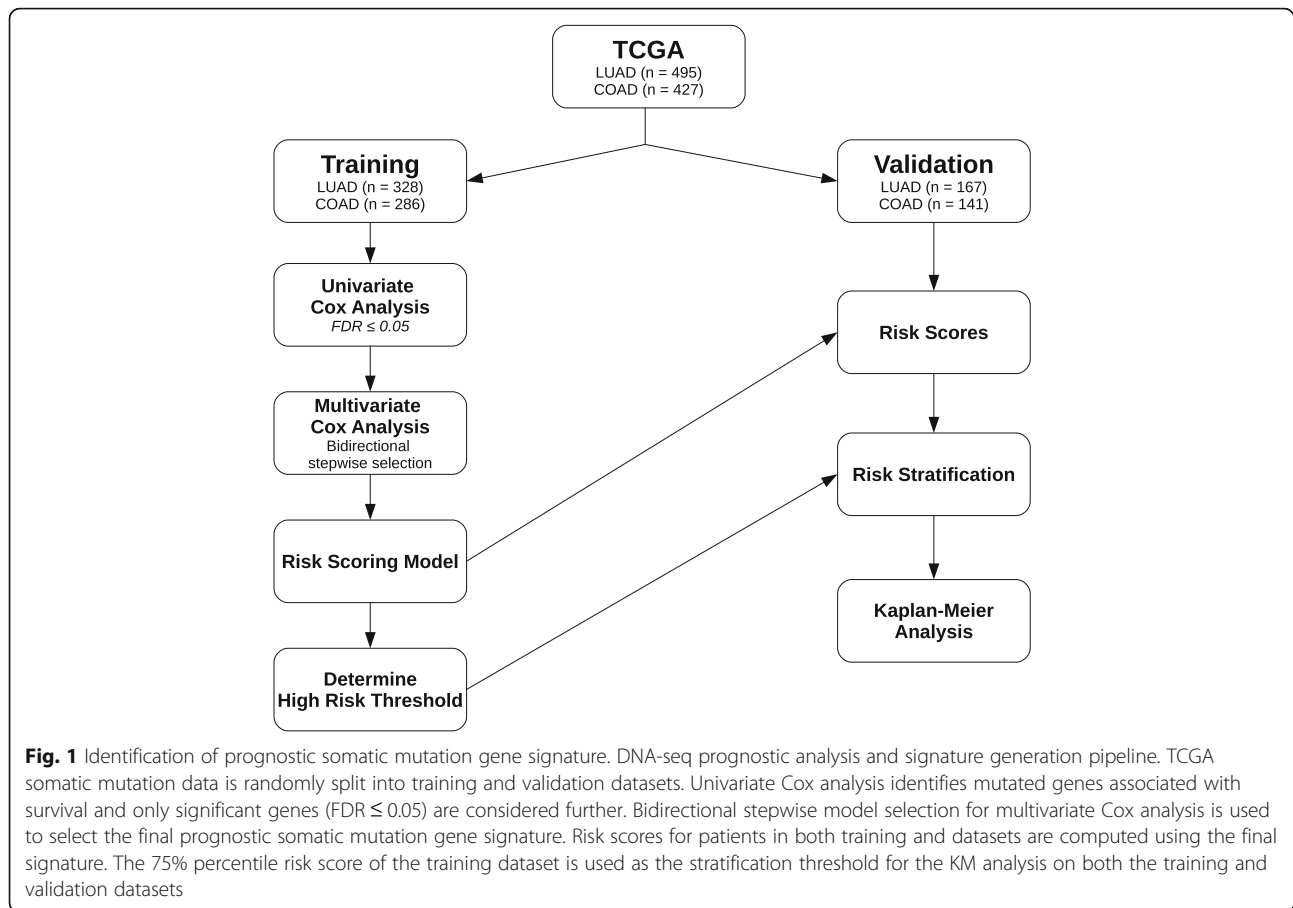 TCGA
LUAD (n = 495)
COAD (n = 427)
Training
LUAD (n = 328)
COAD (n = 286)
Validation
LUAD (n = 167)
COAD (n = 141)
Univariate
Cox Analysis
FDR ≤ 0.05
Multivariate
Cox Analysis
Bidirectional
stepwise selection
Risk Scoring Model
Determine
High Risk Threshold
Risk Scores
Risk Stratification
Kaplan-Meier
Analysis
Fig. 1 Identification of prognostic somatic mutation gene signature. DNA-seq prognostic analysis and signature generation pipeline. TCGA
somatic mutation data is randomly split into training and validation datasets. Univariate Cox analysis identifies mutated genes associated with
survival and only significant genes (FDR ≤ 0.05) are considered further. Bidirectional stepwise model selection for multivariate Cox analysis is used
to select the final prognostic somatic mutation gene signature. Risk scores for patients in both training and datasets are computed using the final
signature. The 75% percentile risk score of the training dataset is used as the stratification threshold for the KM analysis on both the training and
validation datasets